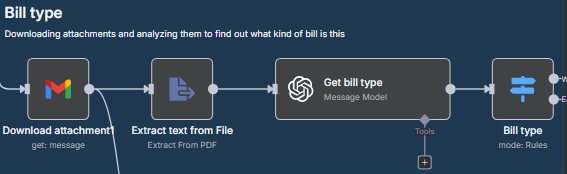 Bill type
Downloading attachments and analyzing them to find out what kind of bill is this
Download attachment1
get: message
Extract text from File
Extract From PDF
Get bill type
Message Model
Tools
+
Bill type
mode: Rules
W
E